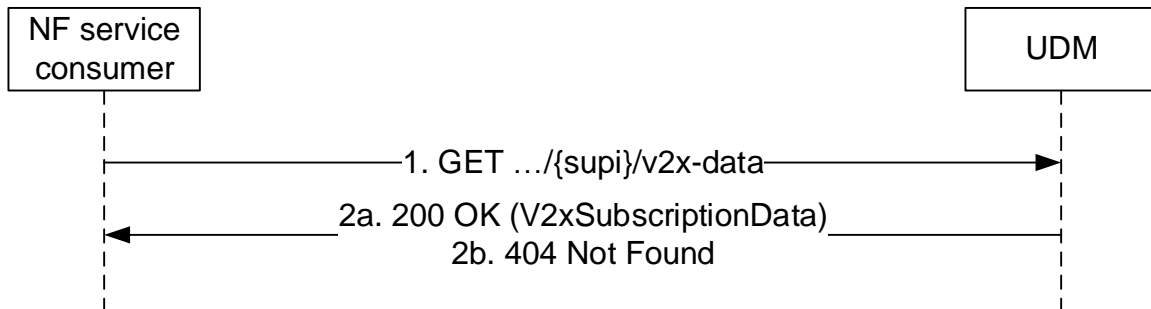 NF service
consumer
UDM
1. GET …/{supi}/v2x-data
2a. 200 OK (V2xSubscriptionData)
2b. 404 Not Found